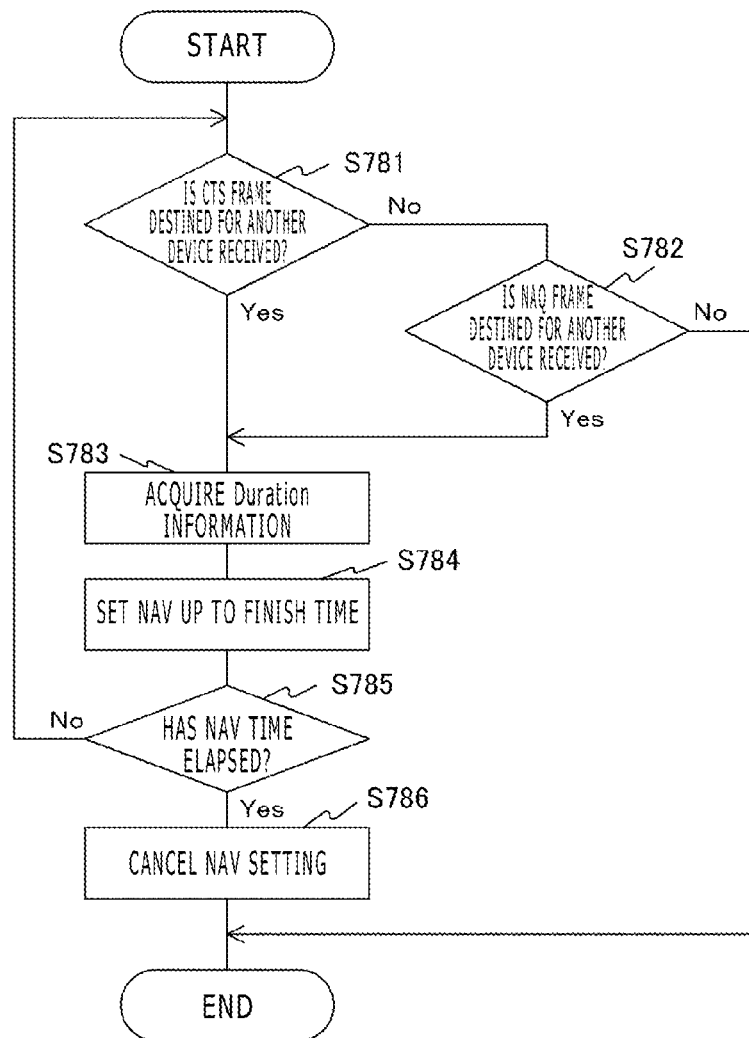 START
S781
IS CTS FRAME
DESTINED FOR ANOTHER
DEVICE RECEIVED?
No
Yes
S782
IS NAQ FRAME
DESTINED FOR ANOTHER
DEVICE RECEIVED?
No
Yes
S783
ACQUIRE Duration
INFORMATION
S784
SET NAV UP TO FINISH TIME
S785
No
HAS NAV TIME
ELAPSED?
Yes
S786
CANCEL NAV SETTING
END